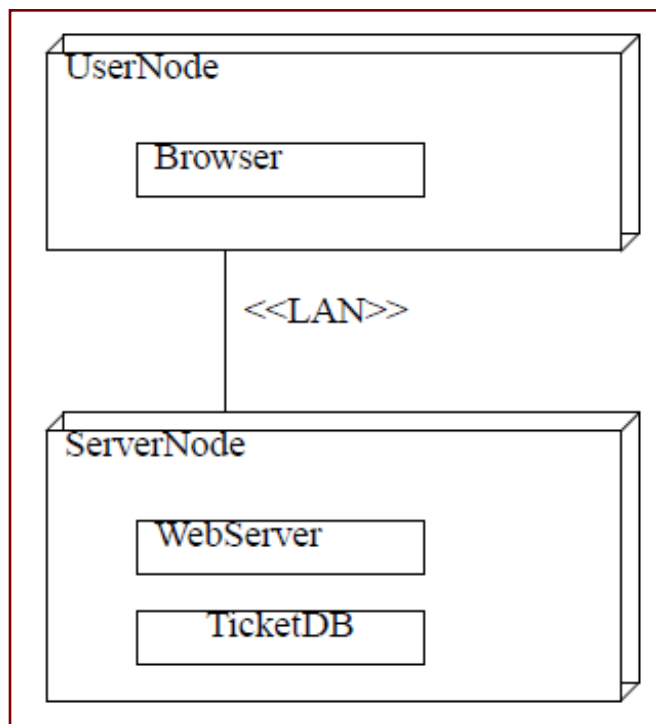 UserNode
Browser
<<LAN>>
ServerNode
WebServer
TicketDB